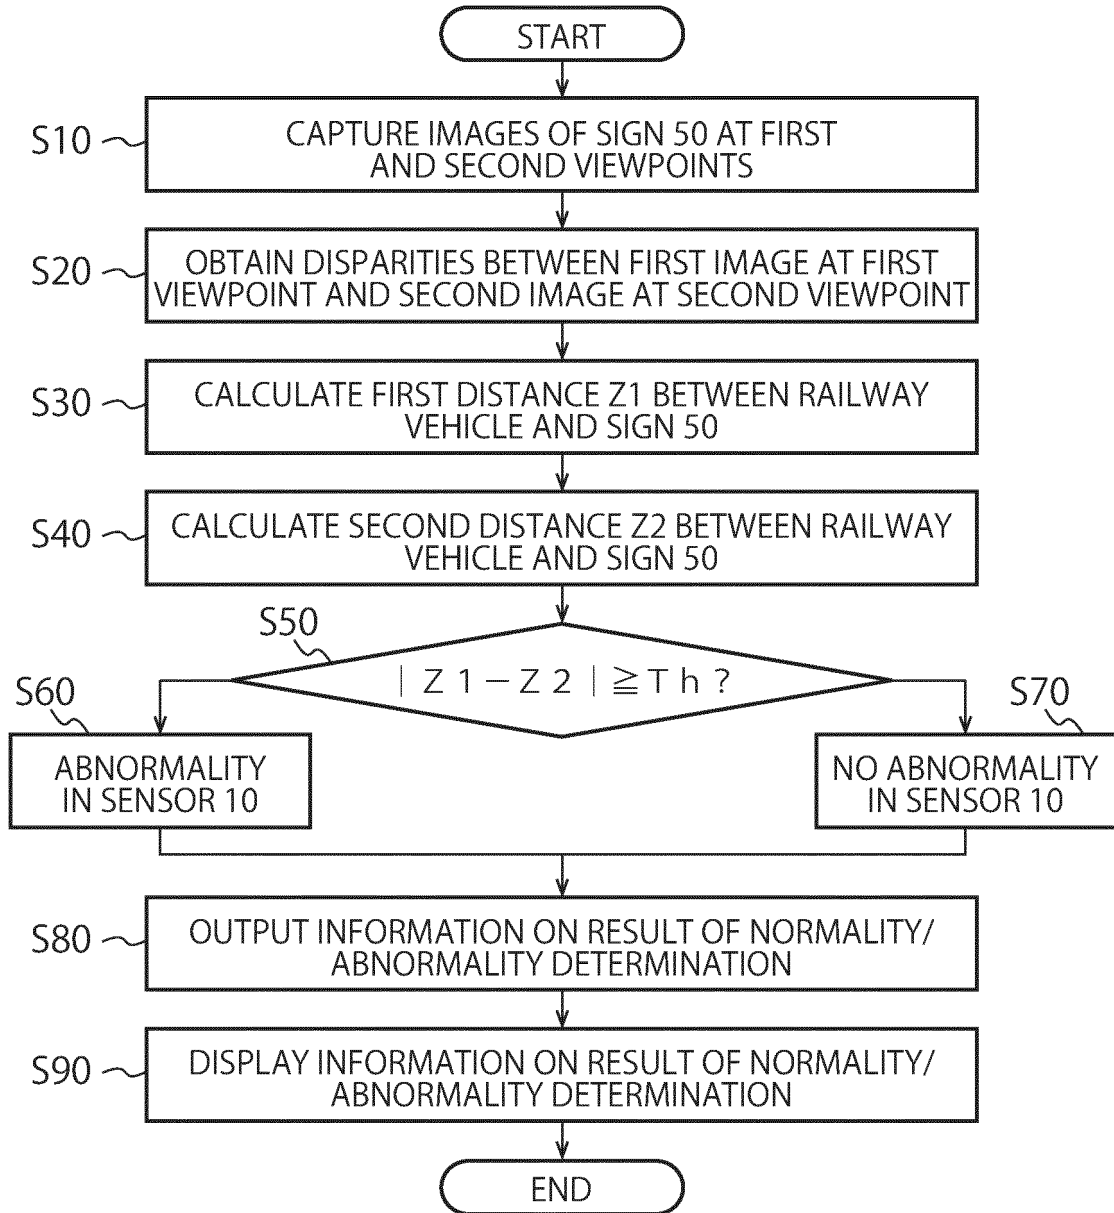 START
S10
CAPTURE IMAGES OF SIGN 50 AT FIRST
AND SECOND VIEWPOINTS
S20
OBTAIN DISPARITIES BETWEEN FIRST IMAGE AT FIRST
VIEWPOINT AND SECOND IMAGE AT SECOND VIEWPOINT
S30
CALCULATE FIRST DISTANCE Z1 BETWEEN RAILWAY
VEHICLE AND SIGN 50
S40
CALCULATE SECOND DISTANCE Z2 BETWEEN RAILWAY
VEHICLE AND SIGN 50
S50
| Z 1 − Z 2 | ≧ T h ?
S60
ABNORMALITY
IN SENSOR 10
S70
NO ABNORMALITY
IN SENSOR 10
S80
OUTPUT INFORMATION ON RESULT OF NORMALITY/
ABNORMALITY DETERMINATION
S90
DISPLAY INFORMATION ON RESULT OF NORMALITY/
ABNORMALITY DETERMINATION
END